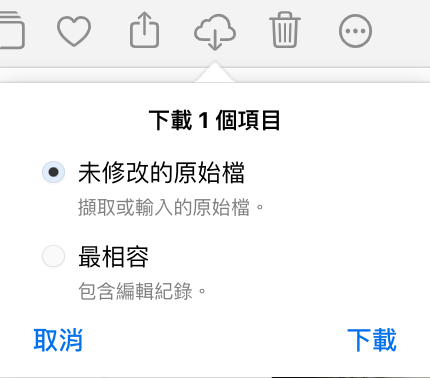 下載 1 個項目
未修改的原始檔
擷取或輸入的原始檔。
最相容
包含編輯紀錄。
取消
下載